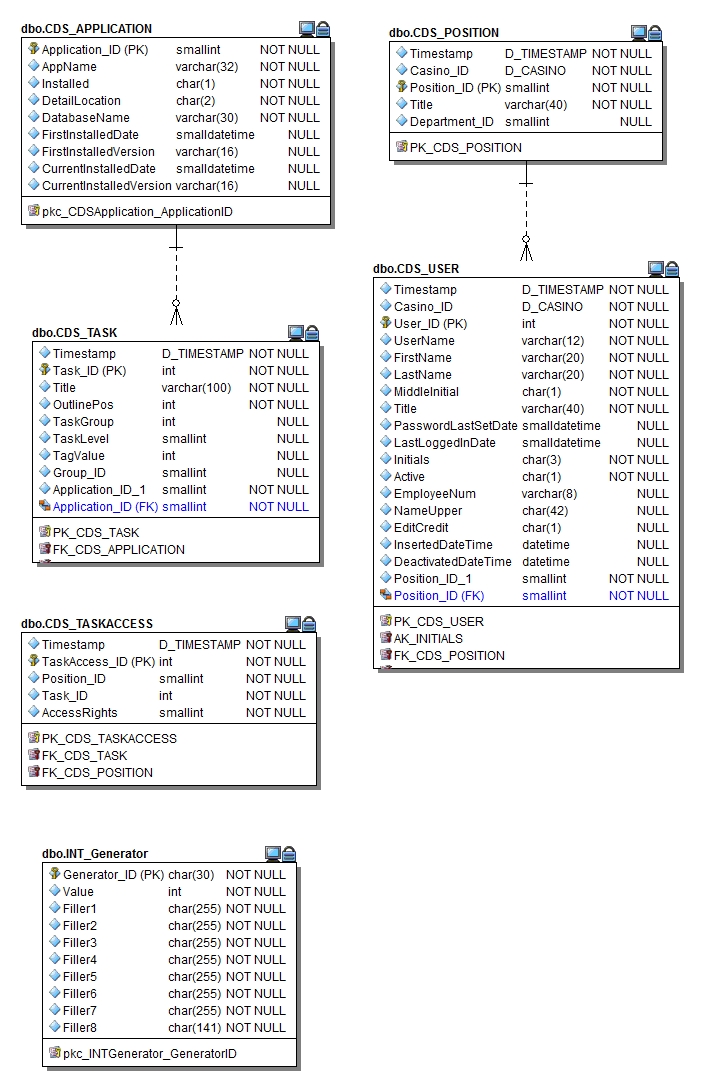 dbo.CDS_APPLICATION
Application_ID (PK) smallint NOT NULL
AppName varchar(32) NOT NULL
Installed char(1) NOT NULL
DetailLocation char(2) NOT NULL
DatabaseName varchar(30) NOT NULL
FirstInstalledDate smalldatetime NULL
FirstInstalledVersion varchar(16) NULL
CurrentInstalledDate smalldatetime NULL
CurrentInstalledVersion varchar(16) NULL
pkc_CDSApplication_ApplicationID
dbo.CDS_POSITION
Timestamp D_TIMESTAMP NOT NULL
Casino_ID D_CASINO NOT NULL
Position_ID (PK) smallint NOT NULL
Title varchar(40) NOT NULL
Department_ID smallint NULL
PK_CDS_POSITION
dbo.CDS_TASK
Timestamp D_TIMESTAMP NOT NULL
Task_ID (PK) int NOT NULL
Title varchar(100) NOT NULL
OutlinePos int NOT NULL
TaskGroup int NULL
TaskLevel smallint NULL
TagValue int NULL
Group_ID smallint NULL
Application_ID_1 smallint NOT NULL
Application_ID (FK) smallint NOT NULL
PK_CDS_TASK
FK_CDS_APPLICATION
dbo.CDS_USER
Timestamp D_TIMESTAMP NOT NULL
Casino_ID D_CASINO NOT NULL
User_ID (PK) int NOT NULL
UserName varchar(12) NOT NULL
FirstName varchar(20) NOT NULL
LastName varchar(20) NOT NULL
MiddleInitial char(1) NOT NULL
Title varchar(40) NOT NULL
PasswordLastSetDate smalldatetime NULL
LastLoggedInDate smalldatetime NULL
Initials char(3) NOT NULL
Active char(1) NOT NULL
EmployeeNum varchar(8) NULL
NameUpper char(42) NULL
EditCredit char(1) NULL
InsertedDateTime datetime NULL
DeactivatedDateTime datetime NULL
Position_ID_1 smallint NOT NULL
Position_ID (FK) smallint NOT NULL
PK_CDS_USER
AK_INITIALS
FK_CDS_POSITION
dbo.CDS_TASKACCESS
Timestamp D_TIMESTAMP NOT NULL
TaskAccess_ID (PK) int NOT NULL
Position_ID smallint NOT NULL
Task_ID int NOT NULL
AccessRights smallint NOT NULL
PK_CDS_TASKACCESS
FK_CDS_TASK
FK_CDS_POSITION
dbo.INT_Generator
Generator_ID (PK) char(30) NOT NULL
Value int NOT NULL
Filler1 char(255) NOT NULL
Filler2 char(255) NOT NULL
Filler3 char(255) NOT NULL
Filler4 char(255) NOT NULL
Filler5 char(255) NOT NULL
Filler6 char(255) NOT NULL
Filler7 char(255) NOT NULL
Filler8 char(141) NOT NULL
pkc_INTGenerator_GeneratorID